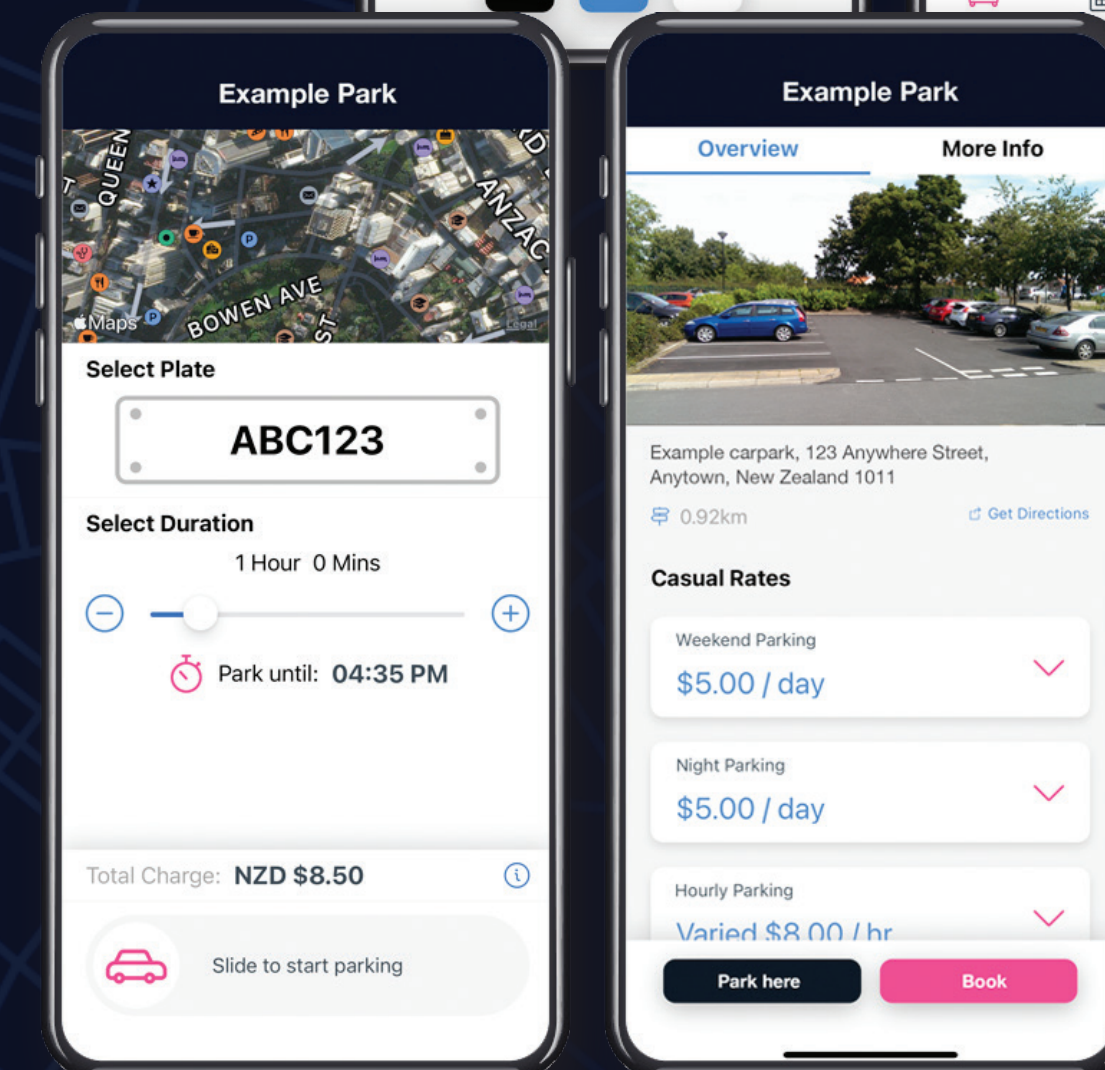 Example Park
QUEEN
ANZAC
BOWEN AVE
ST
Maps
Legal
Select Plate
ABC123
Select Duration
1 Hour 0 Mins
Park until: 04:35 PM
Total Charge: NZD $8.50
Slide to start parking
Example Park
Overview
More Info
Example carpark, 123 Anywhere Street,
Anytown, New Zealand 1011
0.92km
Get Directions
Casual Rates
Weekend Parking
$5.00 / day
Night Parking
$5.00 / day
Hourly Parking
Varied $8.00 / hr
Park here
Book